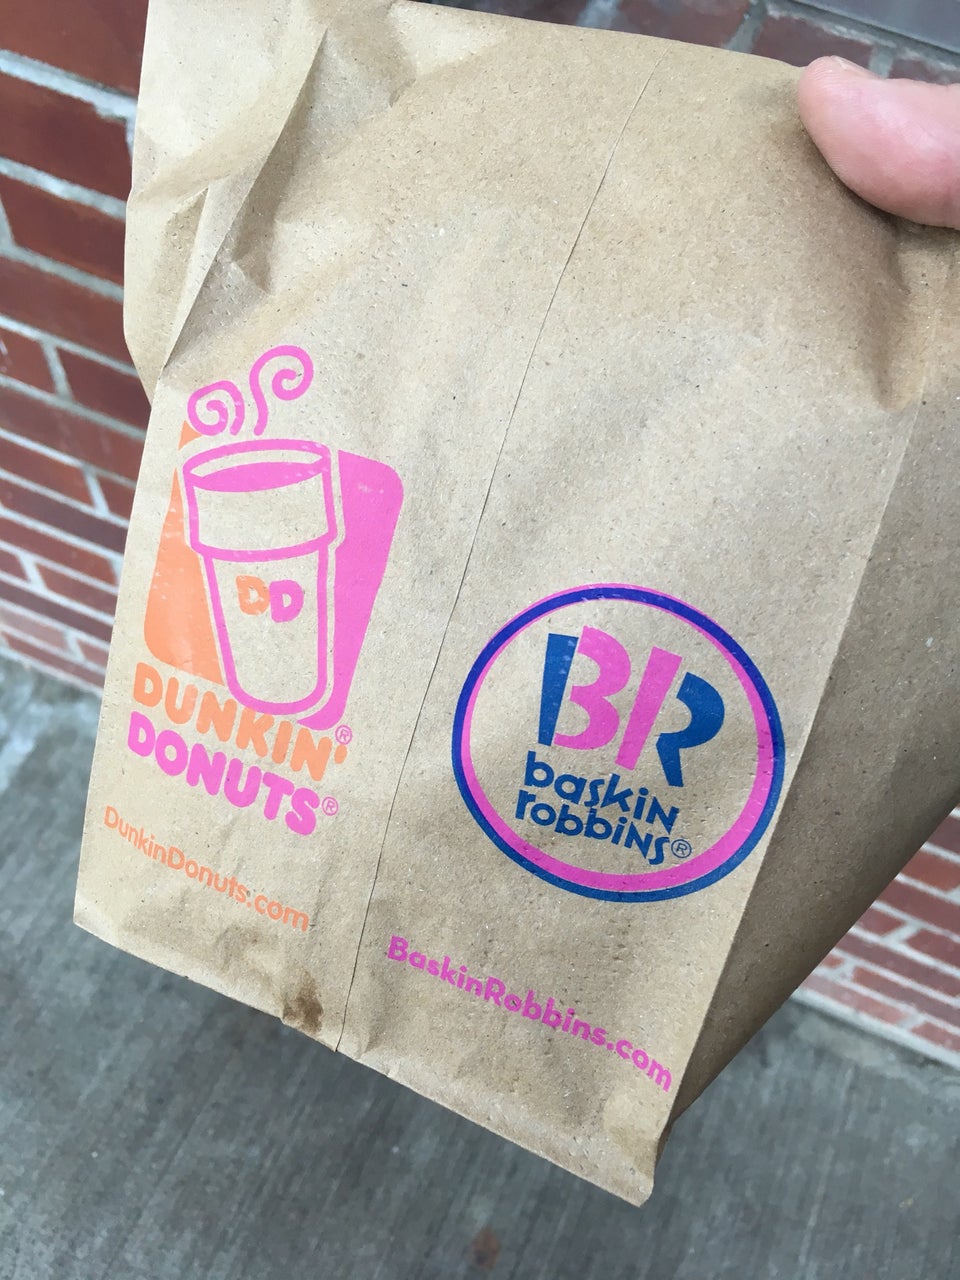 DD
DUNKIN'®
DONUTS®
DunkinDonuts.com
BR
baskin
robbins®
BaskinRobbins.com